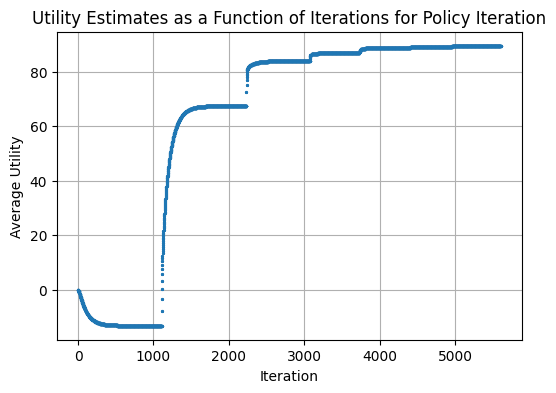 Utility Estimates as a Function of Iterations for Policy Iteration
80
60
40
20
0
Average Utility
0 1000 2000 3000 4000 5000
Iteration